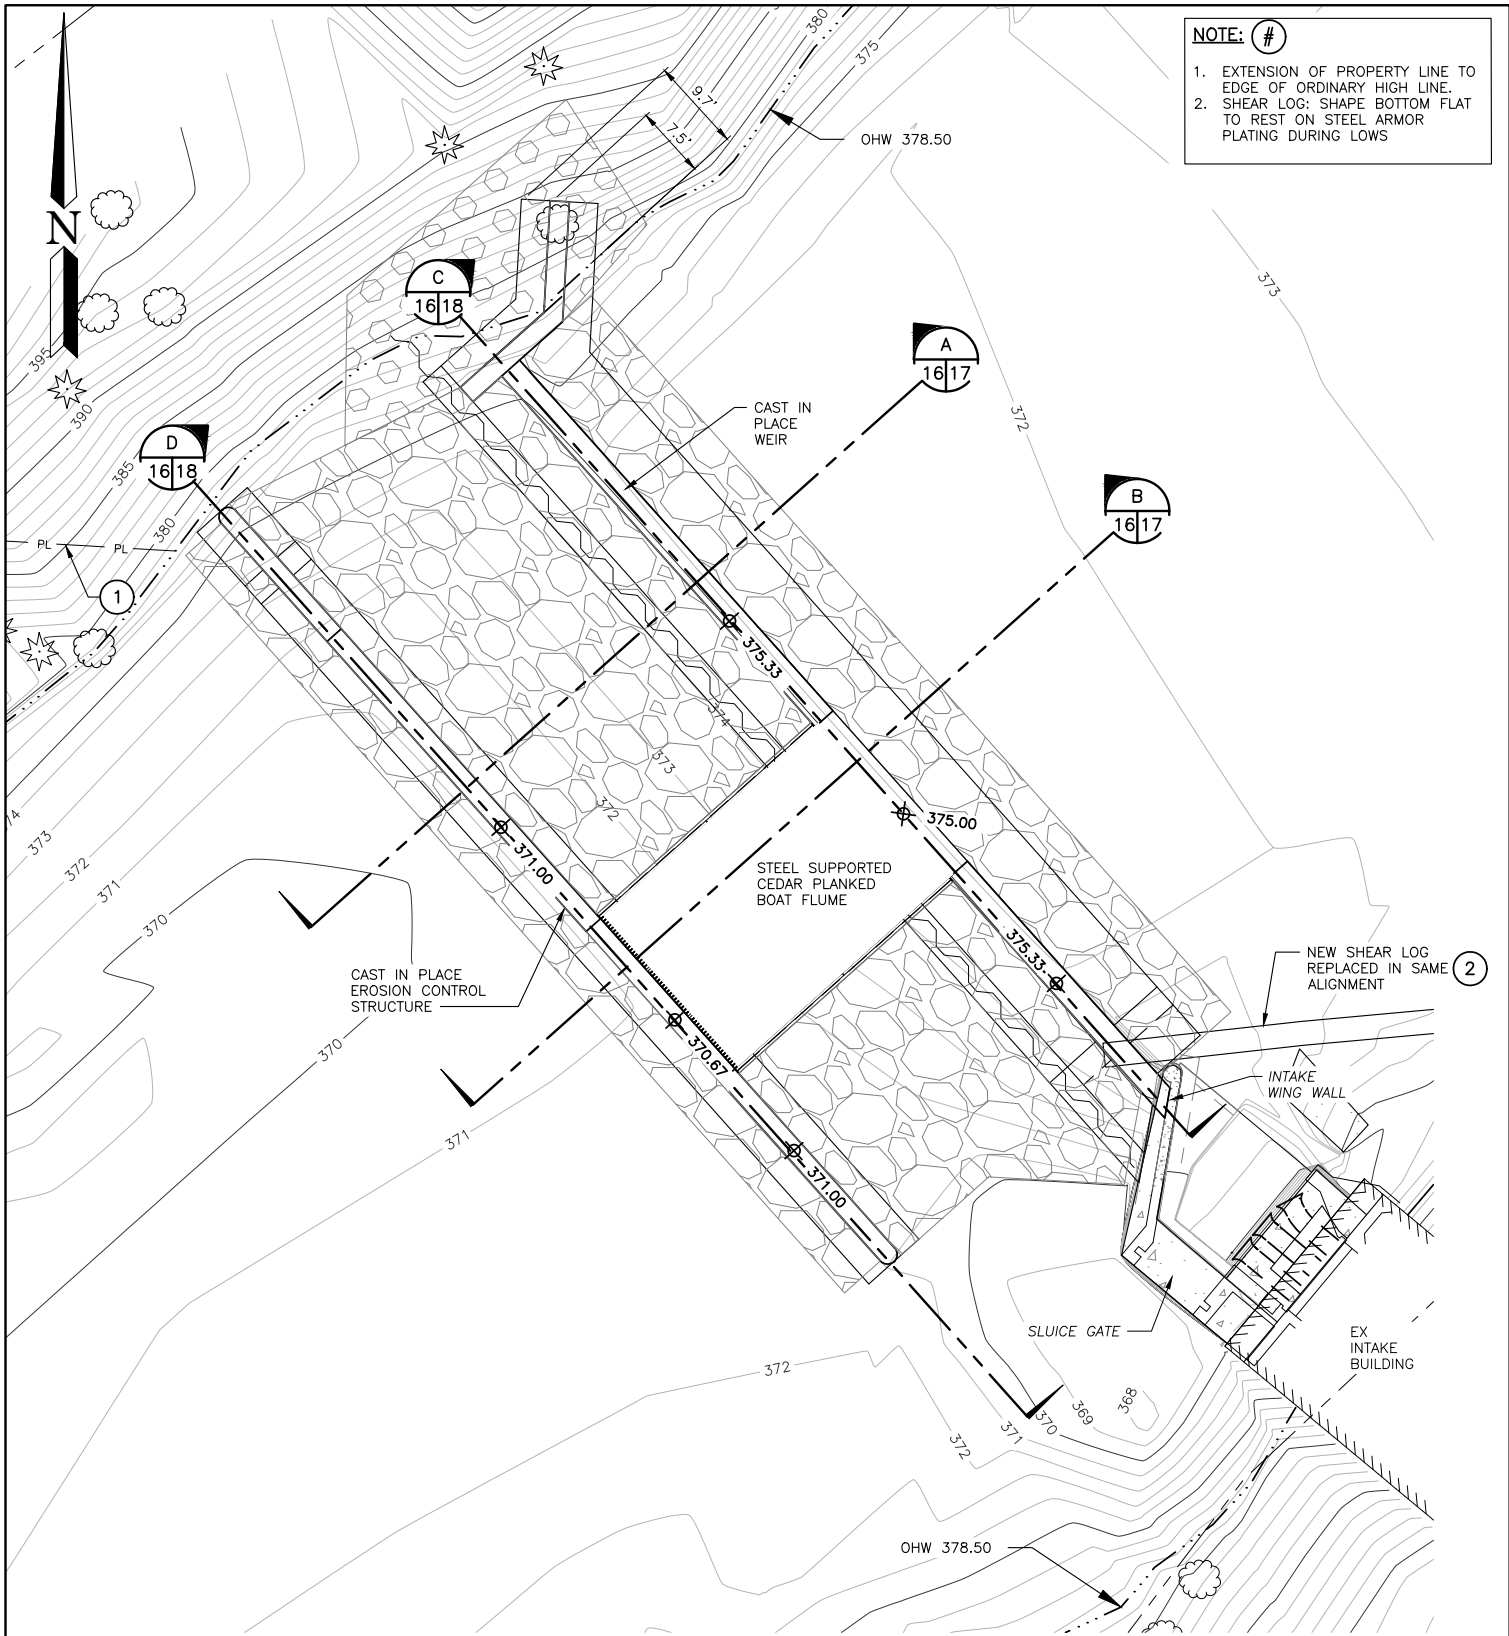 NOTE: #
1. EXTENSION OF PROPERTY LINE TO
EDGE OF ORDINARY HIGH LINE.
2. SHEAR LOG: SHAPE BOTTOM FLAT
TO REST ON STEEL ARMOR
PLATING DURING LOWS
380
375
9.7'
7.5'
OHW 378.50
N
C
16 18
373
A
16 17
395
390
CAST IN
PLACE
WEIR
372
D
16 18
385
380
B
16 17
PL
PL
1
375.33
374
373
372
375.00
371.00
STEEL SUPPORTED
CEDAR PLANKED
BOAT FLUME
74
373
372
371
370
375.33
NEW SHEAR LOG
REPLACED IN SAME
ALIGNMENT
2
CAST IN PLACE
EROSION CONTROL
STRUCTURE
370
370.67
INTAKE
WING WALL
371
371.00
SLUICE GATE
EX
INTAKE
BUILDING
372
368
369
370
371
372
OHW 378.50